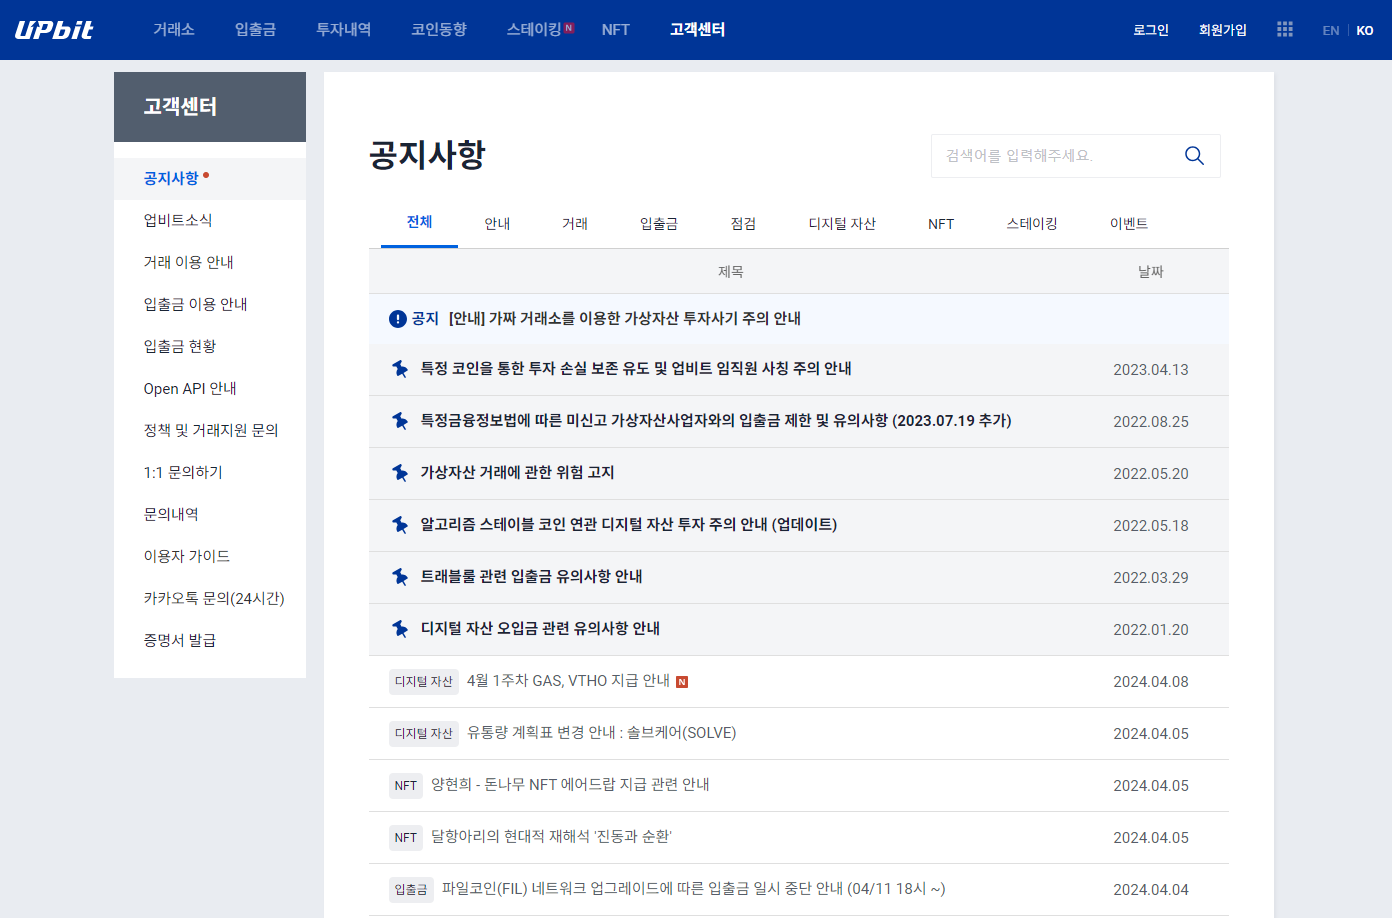 UPbit 거래소 입출금 투자내역 코인동향 스테이킹 N NFT 고객센터 로그인 회원가입 EN KO
고객센터
공지사항
업비트소식
거래 이용 안내
입출금 이용 안내
입출금 현황
Open API 안내
정책 및 거래지원 문의
1:1 문의하기
문의내역
이용자 가이드
카카오톡 문의(24시간)
증명서 발급
공지사항
검색어를 입력해주세요.
전체 안내 거래 입출금 점검 디지털 자산 NFT 스테이킹 이벤트
제목 날짜
공지 [안내] 가짜 거래소를 이용한 가상자산 투자사기 주의 안내
특정 코인을 통한 투자 손실 보존 유도 및 업비트 임직원 사칭 주의 안내 2023.04.13
특정금융정보법에 따른 미신고 가상자산사업자와의 입출금 제한 및 유의사항 (2023.07.19 추가) 2022.08.25
가상자산 거래에 관한 위험 고지 2022.05.20
알고리즘 스테이블 코인 연관 디지털 자산 투자 주의 안내 (업데이트) 2022.05.18
트래블룰 관련 입출금 유의사항 안내 2022.03.29
디지털 자산 오입금 관련 유의사항 안내 2022.01.20
디지털 자산 4월 1주차 GAS, VTHO 지급 안내 N 2024.04.08
디지털 자산 유통량 계획표 변경 안내 : 솔브케어(SOLVE) 2024.04.05
NFT 양현희 - 돈나무 NFT 에어드랍 지급 관련 안내 2024.04.05
NFT 달항아리의 현대적 재해석 '진동과 순환' 2024.04.05
입출금 파일코인(FIL) 네트워크 업그레이드에 따른 입출금 일시 중단 안내 (04/11 18시 ~) 2024.04.04